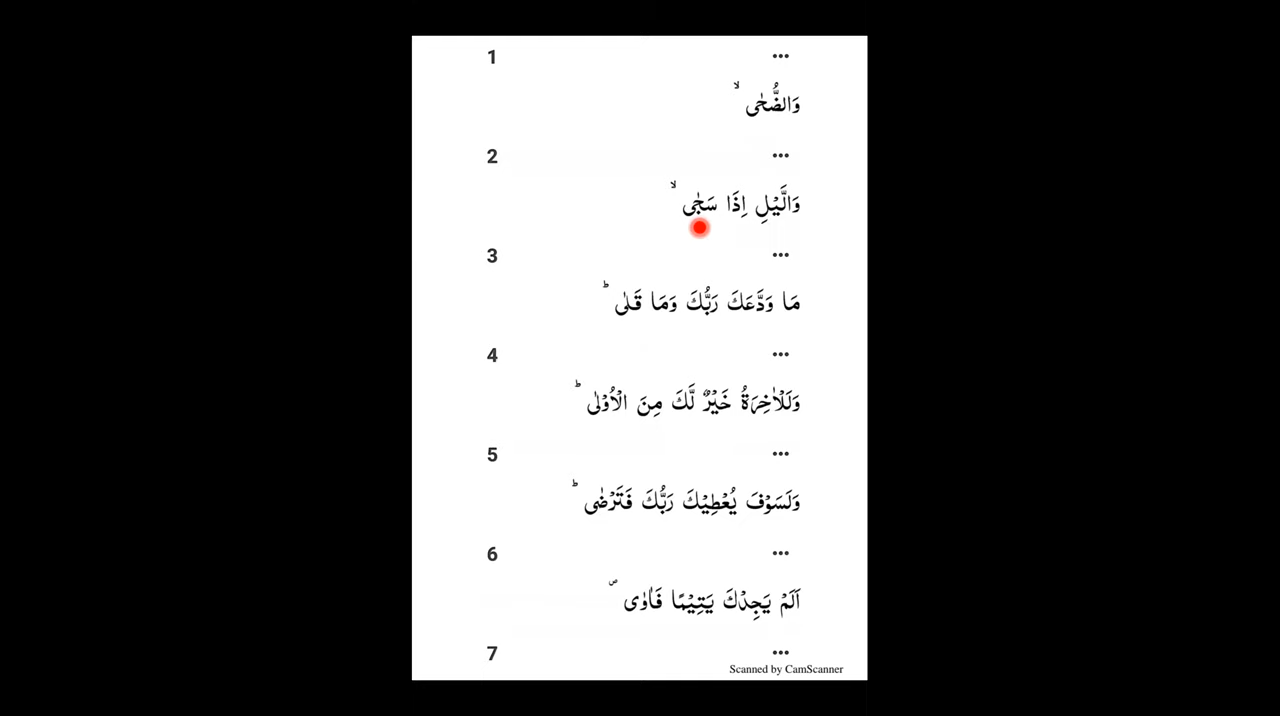 1 •••
وَالضُّحٰى ۙ
2 •••
وَالَّيْلِ اِذَا سَجٰى ۙ
3 •••
مَا وَدَّعَكَ رَبُّكَ وَمَا قَلٰى ؕ
4 •••
وَلَلْاٰخِرَةُ خَيْرٌ لَّكَ مِنَ الْاُوْلٰى ؕ
5 •••
وَلَسَوْفَ يُعْطِيْكَ رَبُّكَ فَتَرْضٰى ؕ
6 •••
اَلَمْ يَجِدْكَ يَتِيْمًا فَاٰوٰى ۪
7 •••
Scanned by CamScanner